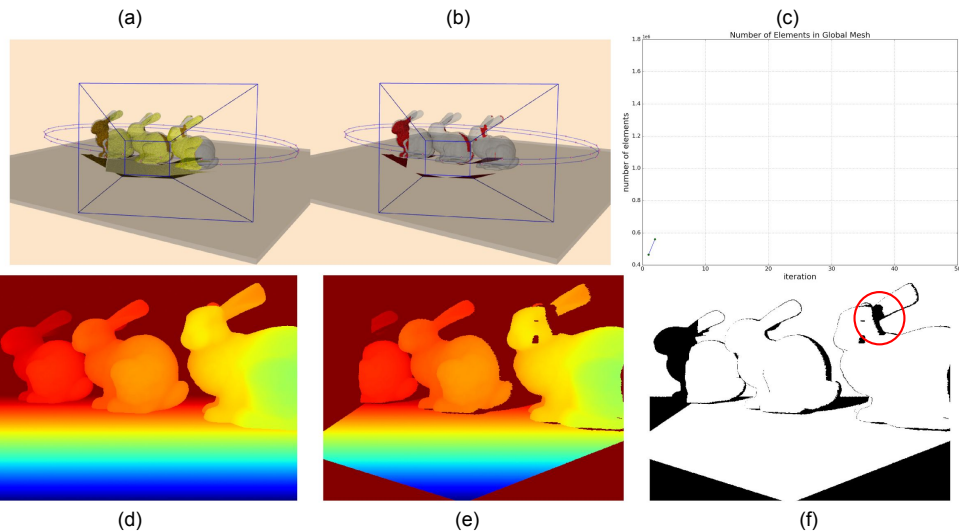 (a)
(b)
(c)
Number of Elements in Global Mesh
1e6
1.8
1.6
1.4
1.2
1.0
0.8
0.6
0.4
number of elements
0
10
20
30
40
50
iteration
(d)
(e)
(f)